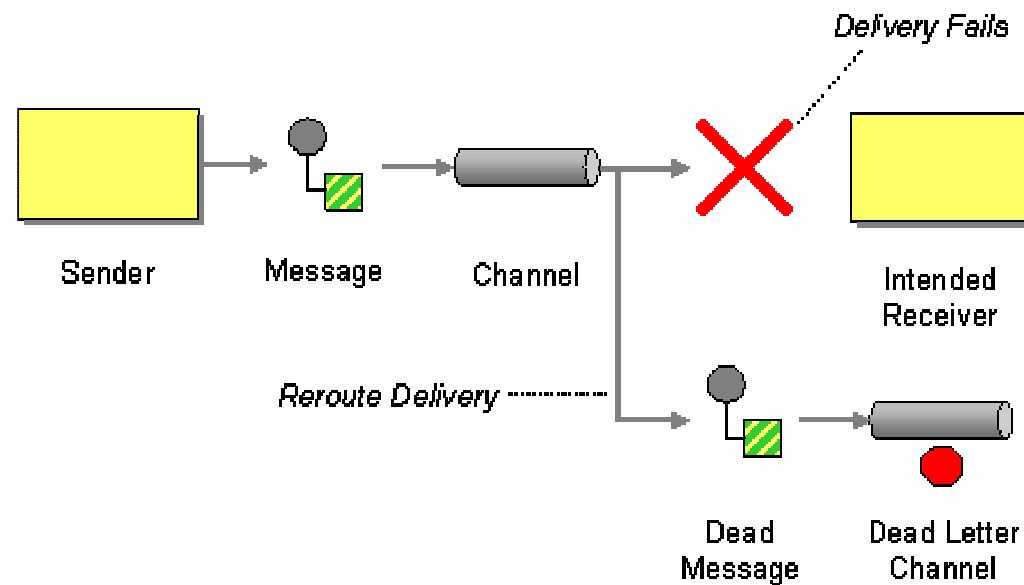 Delivery Fails
Sender
Message
Channel
Intended
Receiver
Reroute Delivery
Dead
Message
Dead Letter
Channel